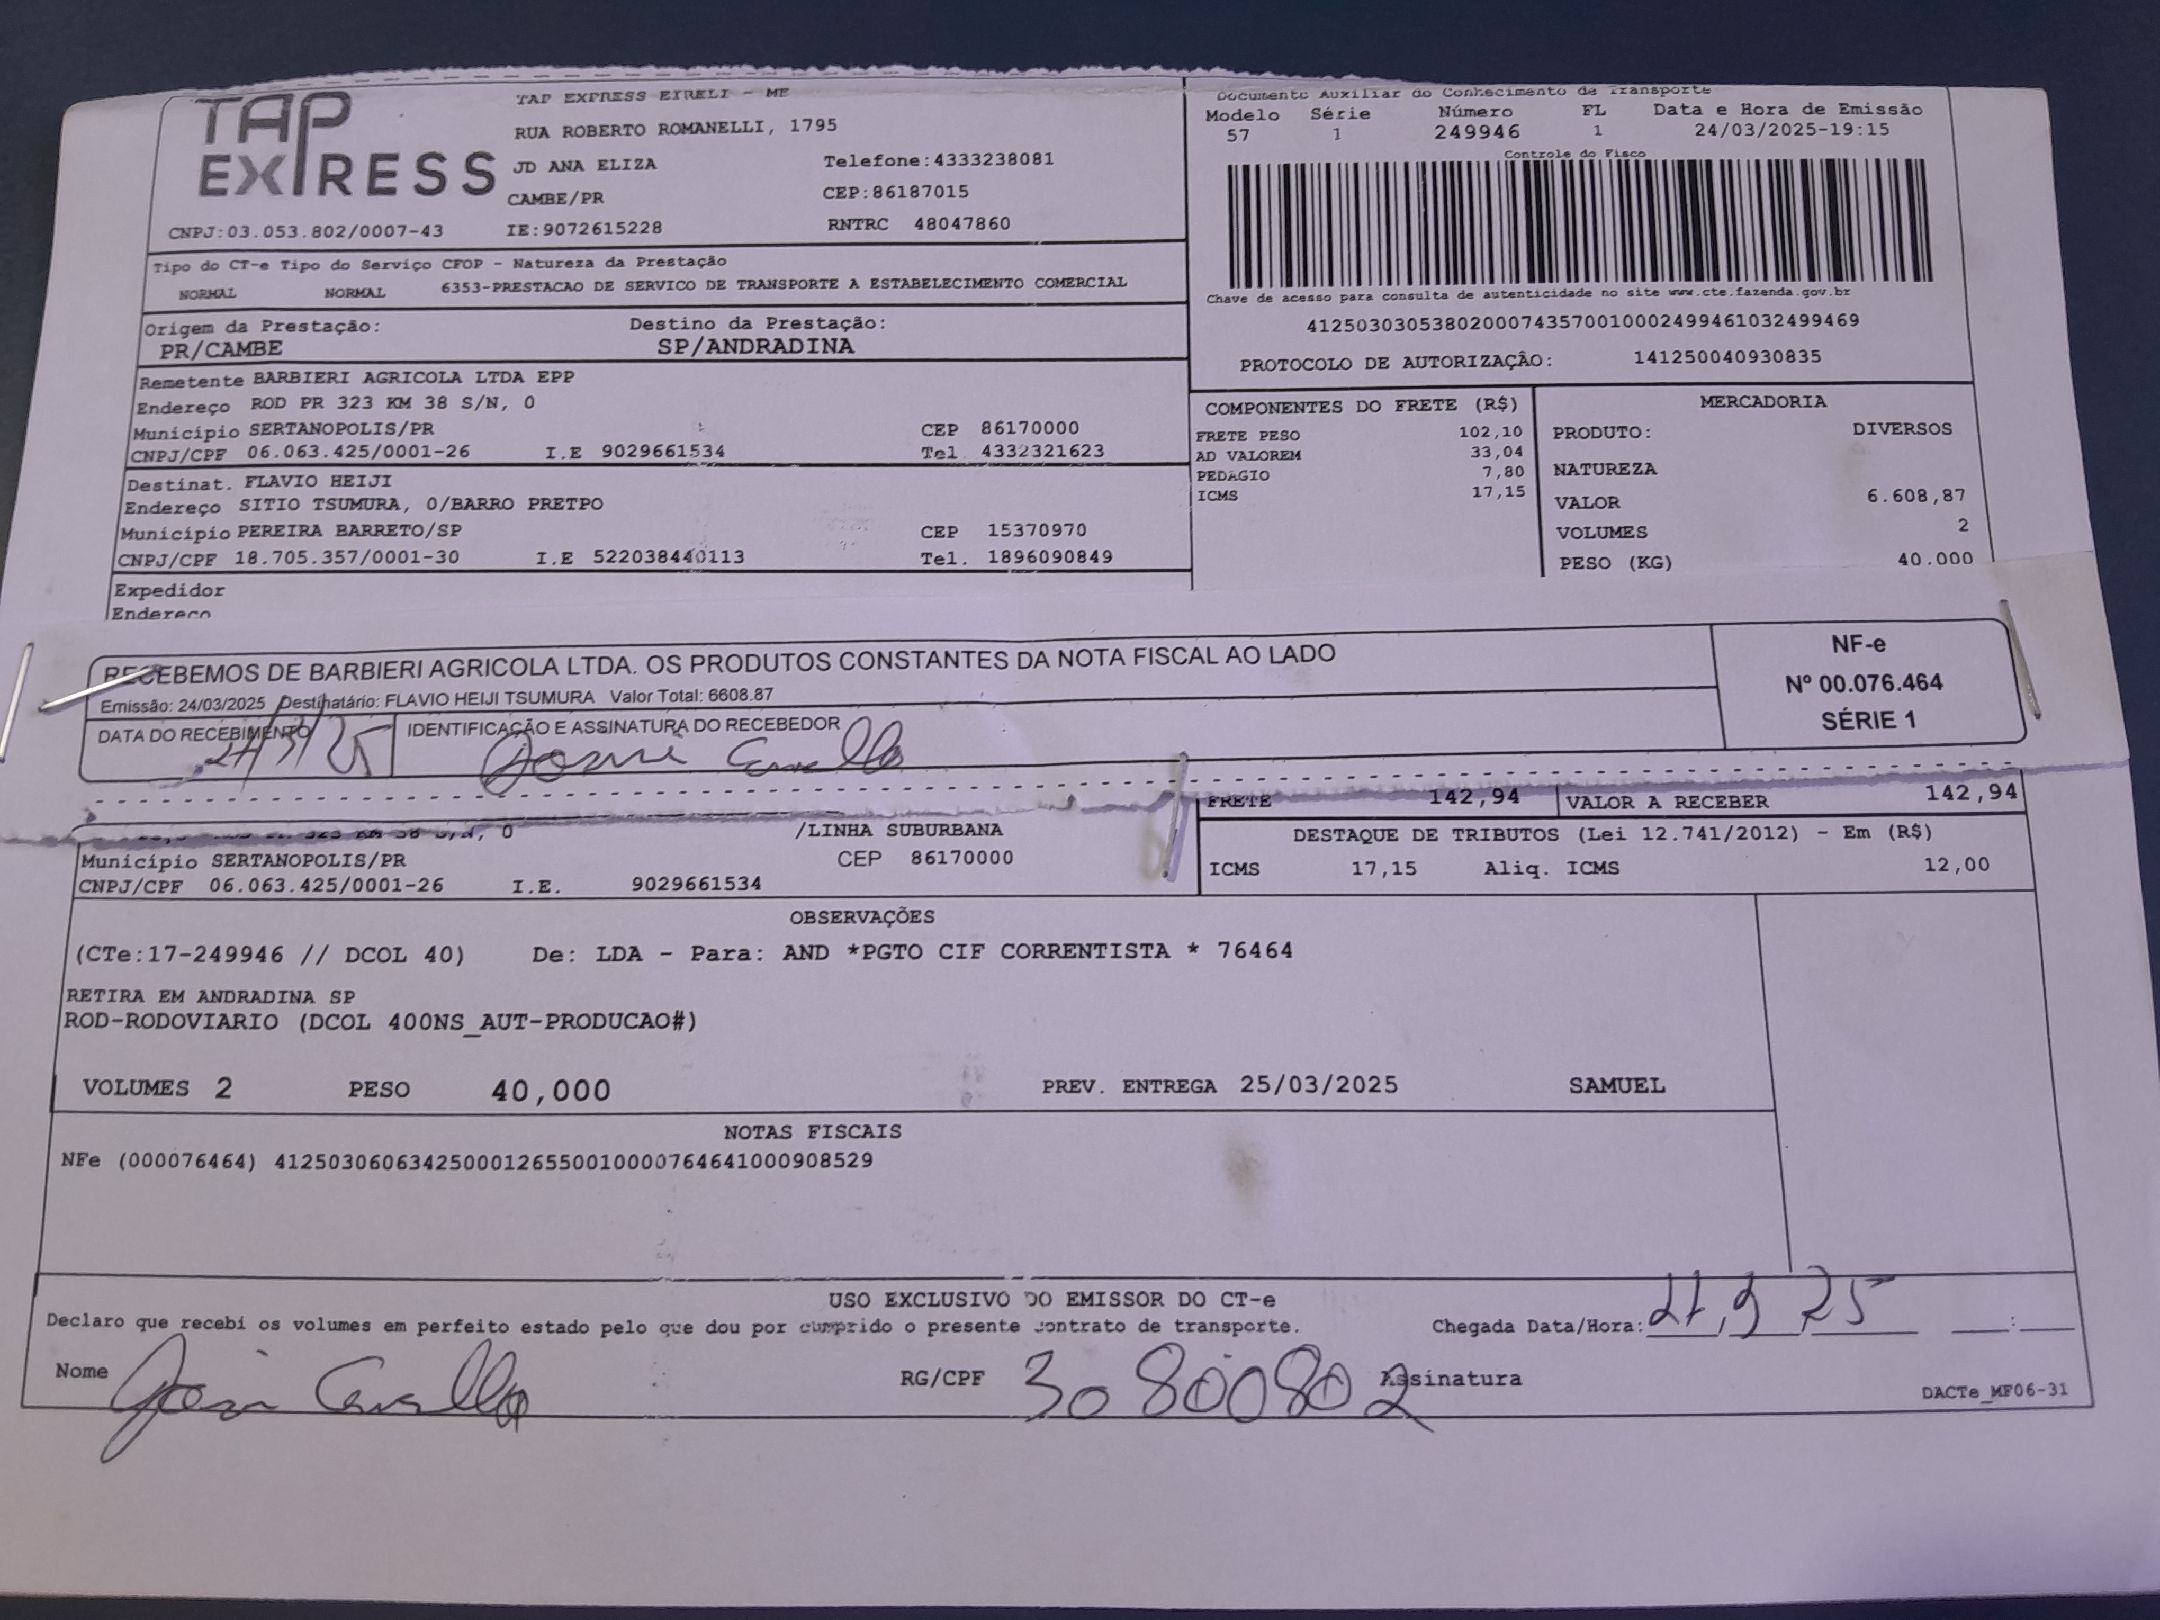 TAP EXPRESS
TAP EXPRESS EIRELI - ME
RUA ROBERTO ROMANELLI, 1795
JD ANA ELIZA Telefone:4333238081
CAMBE/PR CEP:86187015
CNPJ:03.053.802/0007-43 IE:9072615228 RNTRC 48047860
Documento Auxiliar do Conhecimento de Transporte
Modelo Série Número FL Data e Hora de Emissão
57 1 249946 1 24/03/2025-19:15
Controle do Fisco
Chave de acesso para consulta de autenticidade no site www.cte.fazenda.gov.br
41250303053802000743570010002499461032499469
PROTOCOLO DE AUTORIZAÇÂO: 141250040930835
Tipo do CT-e Tipo do Serviço CFOP - Natureza da Prestação
NORMAL NORMAL 6353-PRESTACAO DE SERVICO DE TRANSPORTE A ESTABELECIMENTO COMERCIAL
Origem da Prestação: Destino da Prestação:
PR/CAMBE SP/ANDRADINA
Remetente BARBIERI AGRICOLA LTDA EPP
Endereço ROD PR 323 KM 38 S/N, 0
Município SERTANOPOLIS/PR CEP 86170000
CNPJ/CPF 06.063.425/0001-26 I.E 9029661534 Tel. 4332321623
Destinat. FLAVIO HEIJI
Endereço SITIO TSUMURA, 0/BARRO PRETPO
Município PEREIRA BARRETO/SP CEP 15370970
CNPJ/CPF 18.705.357/0001-30 I.E 522038440113 Tel. 1896090849
Expedidor
Endereço
COMPONENTES DO FRETE (R$)
FRETE PESO 102,10
AD VALOREM 33,04
PEDAGIO 7,80
ICMS 17,15
MERCADORIA
PRODUTO: DIVERSOS
NATUREZA
VALOR 6.608,87
VOLUMES 2
PESO (KG) 40.000
RECEBEMOS DE BARBIERI AGRICOLA LTDA. OS PRODUTOS CONSTANTES DA NOTA FISCAL AO LADO
Emissão: 24/03/2025 Destinatário: FLAVIO HEIJI TSUMURA Valor Total: 6608.87
DATA DO RECEBIMENTO IDENTIFICAÇÃO E ASSINATURA DO RECEBEDOR
NF-e
Nº 00.076.464
SÉRIE 1
FRETE 142,94 VALOR A RECEBER 142,94
/LINHA SUBURBANA
Município SERTANOPOLIS/PR CEP 86170000
CNPJ/CPF 06.063.425/0001-26 I.E. 9029661534
DESTAQUE DE TRIBUTOS (Lei 12.741/2012) - Em (R$)
ICMS 17,15 Aliq. ICMS 12,00
OBSERVAÇÕES
(CTe:17-249946 // DCOL 40) De: LDA - Para: AND *PGTO CIF CORRENTISTA * 76464
RETIRA EM ANDRADINA SP
ROD-RODOVIARIO (DCOL 400NS_AUT-PRODUCAO#)
VOLUMES 2 PESO 40,000 PREV. ENTREGA 25/03/2025 SAMUEL
NOTAS FISCAIS
NFe (000076464) 41250306063425000126550010000764641000908529
USO EXCLUSIVO DO EMISSOR DO CT-e
Declaro que recebi os volumes em perfeito estado pelo que dou por cumprido o presente contrato de transporte. Chegada Data/Hora:
Nome RG/CPF 30800802 Assinatura
DACTe_MF06-31